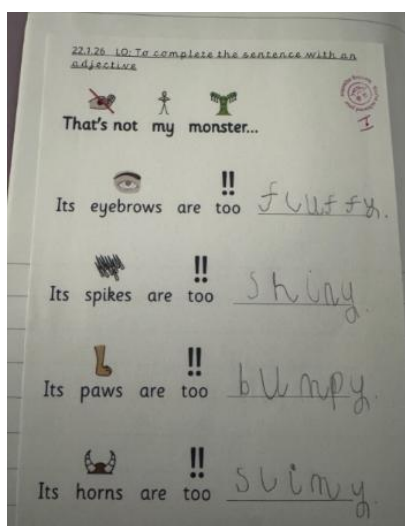 22.1.26 LO: To complete the sentence with an
adjective
That's not my monster...
I
!!
Its eyebrows are too fluffy.
!!
Its spikes are too shiny.
!!
Its paws are too bumpy.
!!
Its horns are too slimy.